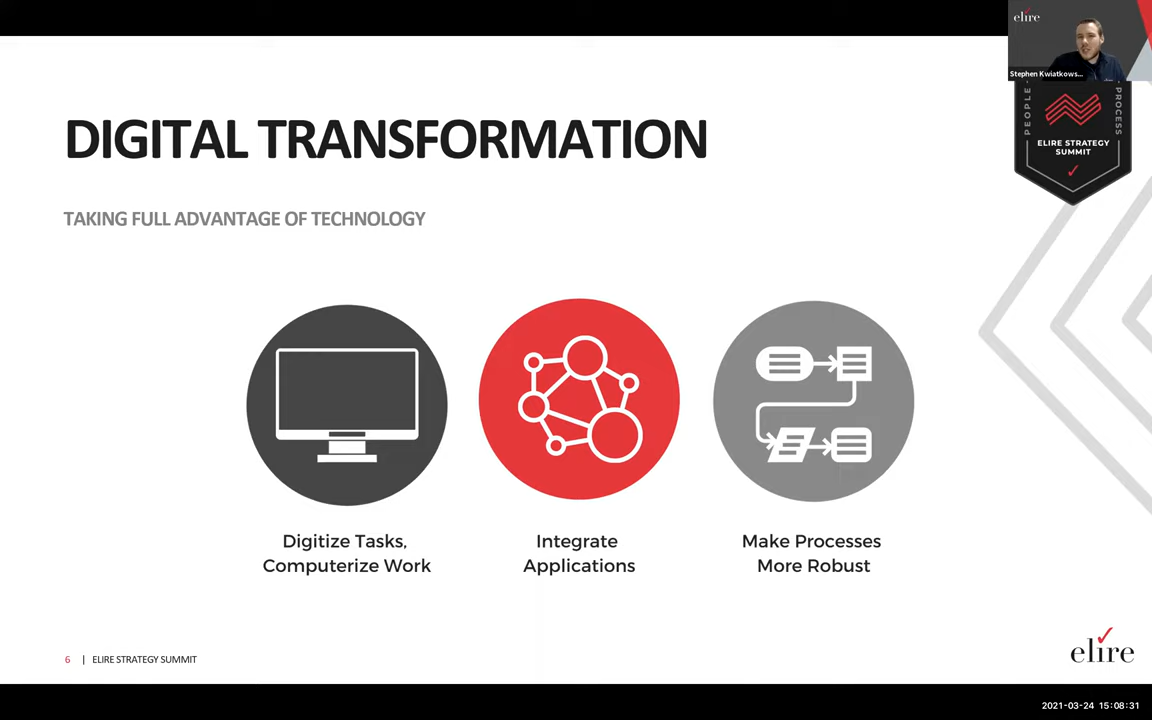 elire
Stephen Kwiatkows...
PEOPLE
PROCESS
ELIRE STRATEGY
SUMMIT
DIGITAL TRANSFORMATION
TAKING FULL ADVANTAGE OF TECHNOLOGY
Digitize Tasks,
Computerize Work
Integrate
Applications
Make Processes
More Robust
6 | ELIRE STRATEGY SUMMIT
elire
2021-03-24 15:08:31